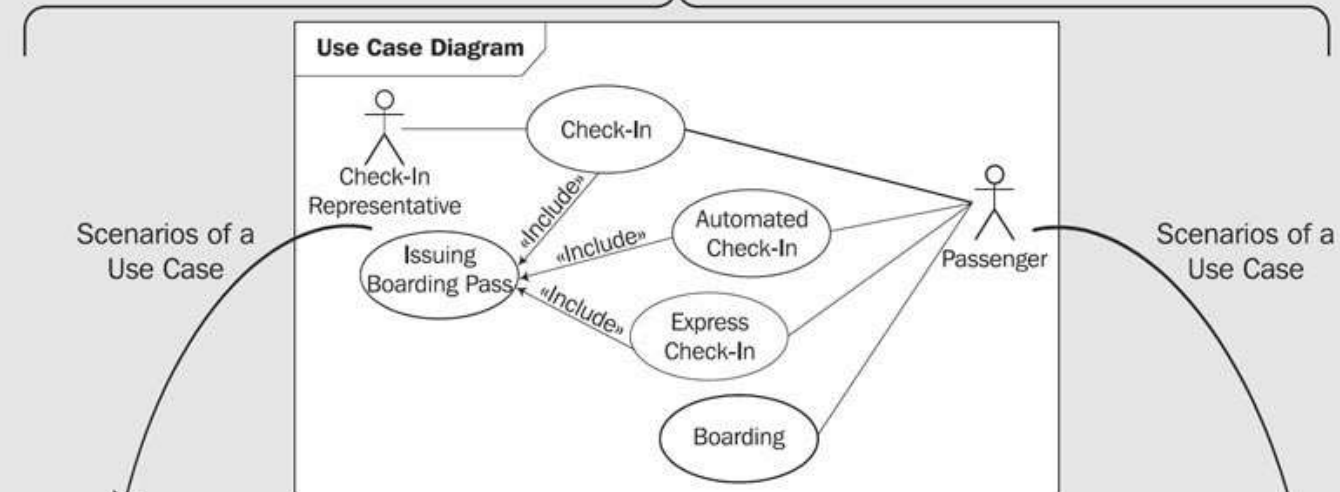 Use Case Diagram
Check-In
Check-In
Representative
«Include»
Automated
Check-In
Scenarios of a
Use Case
Issuing
Boarding Pass
«Include»
Passenger
Scenarios of a
Use Case
«Include»
Express
Check-In
Boarding